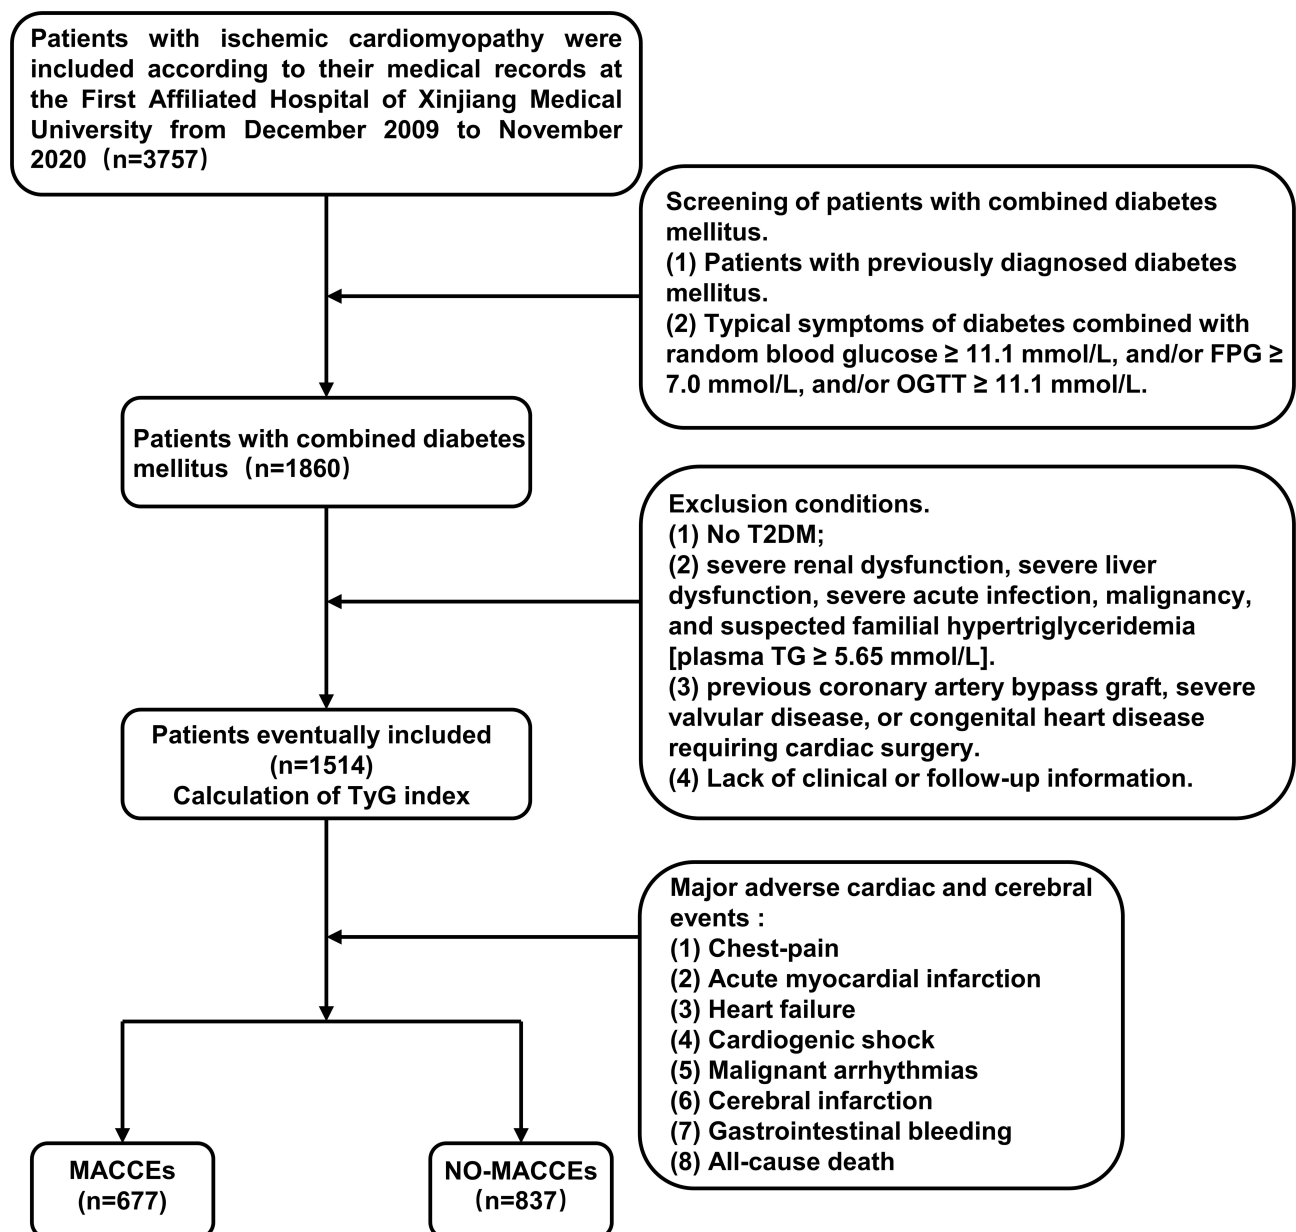 Patients with ischemic cardiomyopathy were
included according to their medical records at
the First Affiliated Hospital of Xinjiang Medical
University from December 2009 to November
2020（n=3757）
Screening of patients with combined diabetes
mellitus.
(1) Patients with previously diagnosed diabetes
mellitus.
(2) Typical symptoms of diabetes combined with
random blood glucose ≥ 11.1 mmol/L, and/or FPG ≥
7.0 mmol/L, and/or OGTT ≥ 11.1 mmol/L.
Patients with combined diabetes
mellitus（n=1860）
Exclusion conditions.
(1) No T2DM;
(2) severe renal dysfunction, severe liver
dysfunction, severe acute infection, malignancy,
and suspected familial hypertriglyceridemia
[plasma TG ≥ 5.65 mmol/L].
(3) previous coronary artery bypass graft, severe
valvular disease, or congenital heart disease
requiring cardiac surgery.
(4) Lack of clinical or follow-up information.
Patients eventually included
(n=1514)
Calculation of TyG index
Major adverse cardiac and cerebral
events :
(1) Chest-pain
(2) Acute myocardial infarction
(3) Heart failure
(4) Cardiogenic shock
(5) Malignant arrhythmias
(6) Cerebral infarction
(7) Gastrointestinal bleeding
(8) All-cause death
MACCEs
(n=677)
NO-MACCEs
（n=837）